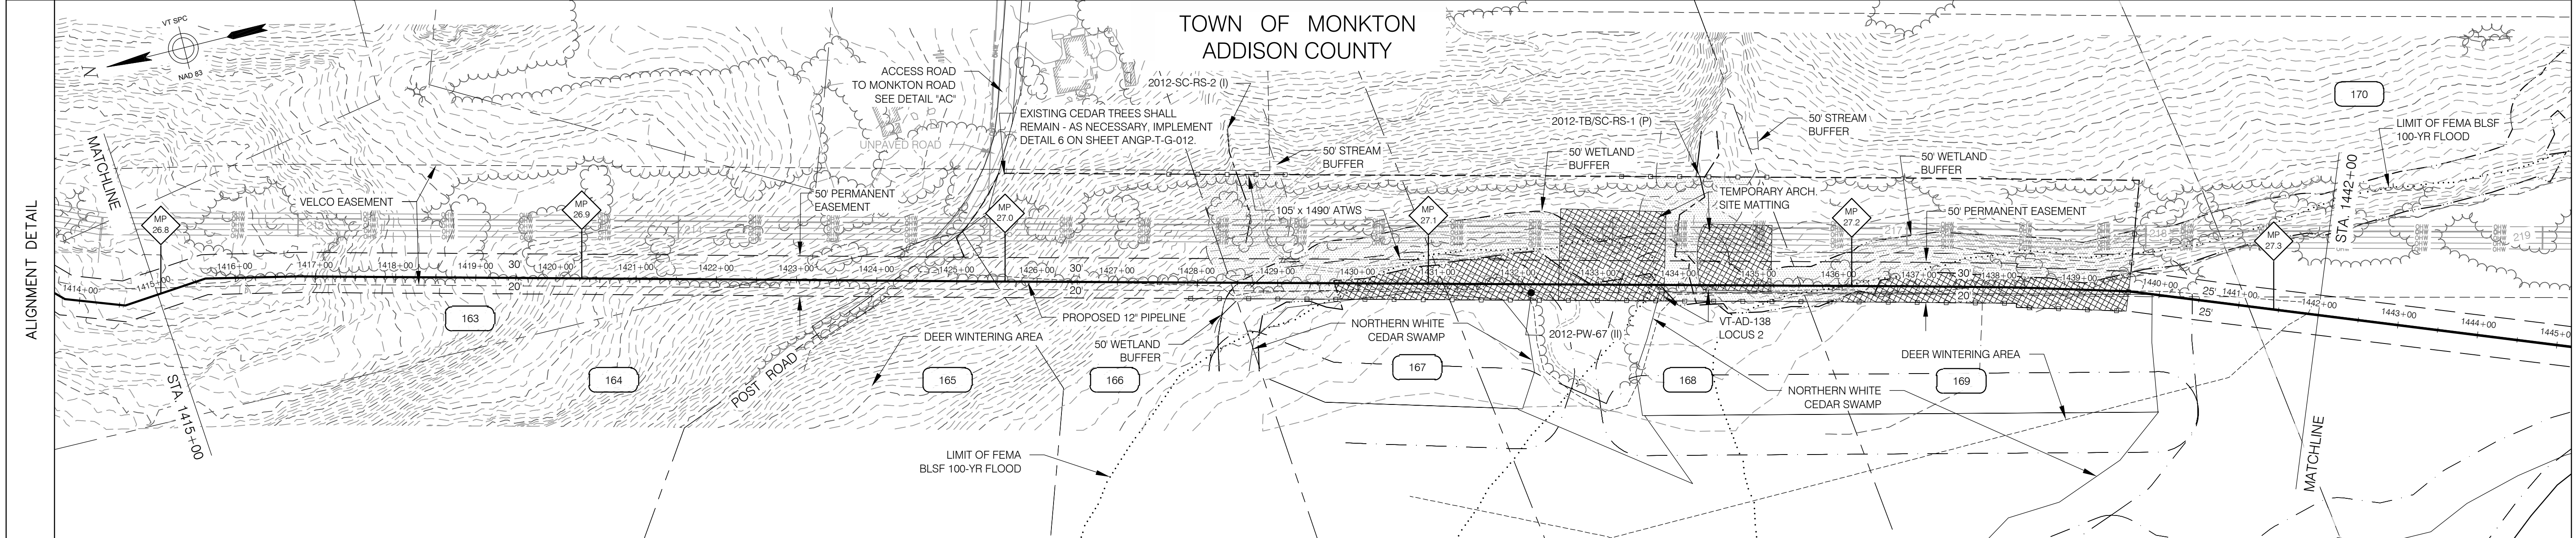 ALIGNMENT DETAIL
VT SPC
N
NAD 83
TOWN OF MONKTON
ADDISON COUNTY
MATCHLINE
STA. 1415+00
MP
26.8
VELCO EASEMENT
MP
26.9
50' PERMANENT
EASEMENT
ACCESS ROAD
TO MONKTON ROAD
SEE DETAIL "AC"
UNPAVED ROAD
EXISTING CEDAR TREES SHALL
REMAIN - AS NECESSARY, IMPLEMENT
DETAIL 6 ON SHEET ANGP-T-G-012.
MP
27.0
2012-SC-RS-2 (I)
50' STREAM
BUFFER
105' x 1490' ATWS
MP
27.1
50' WETLAND
BUFFER
2012-TB/SC-RS-1 (P)
TEMPORARY ARCH.
SITE MATTING
50' STREAM
BUFFER
MP
27.2
50' WETLAND
BUFFER
217
50' PERMANENT EASEMENT
218
170
LIMIT OF FEMA BLSF
100-YR FLOOD
MP
27.3
STA. 1442+00
MATCHLINE
219
1414+00
1415+00
1416+00
1417+00
1418+00
1419+00
30'
20'
1420+00
1421+00
1422+00
1423+00
1424+00
1425+00
1426+00
30'
20'
1427+00
1428+00
1429+00
1430+00
1431+00
1432+00
1433+00
1434+00
1435+00
1436+00
1437+00
30'
20'
1438+00
1439+00
1440+00
25'
25'
1441+00
1442+00
1443+00
1444+00
1445+0
163
164
POST ROAD
DEER WINTERING AREA
165
PROPOSED 12" PIPELINE
50' WETLAND
BUFFER
166
LIMIT OF FEMA
BLSF 100-YR FLOOD
NORTHERN WHITE
CEDAR SWAMP
167
2012-PW-67 (II)
VT-AD-138
LOCUS 2
168
NORTHERN WHITE
CEDAR SWAMP
DEER WINTERING AREA
169